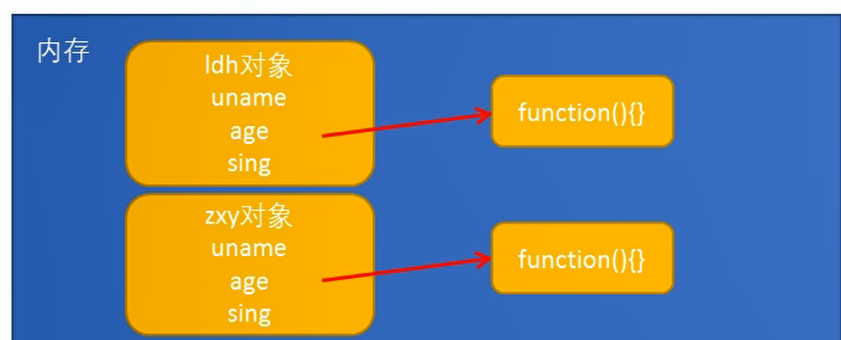 内存
ldh对象
uname
age
sing
function(){}
zxy对象
uname
age
sing
function(){}